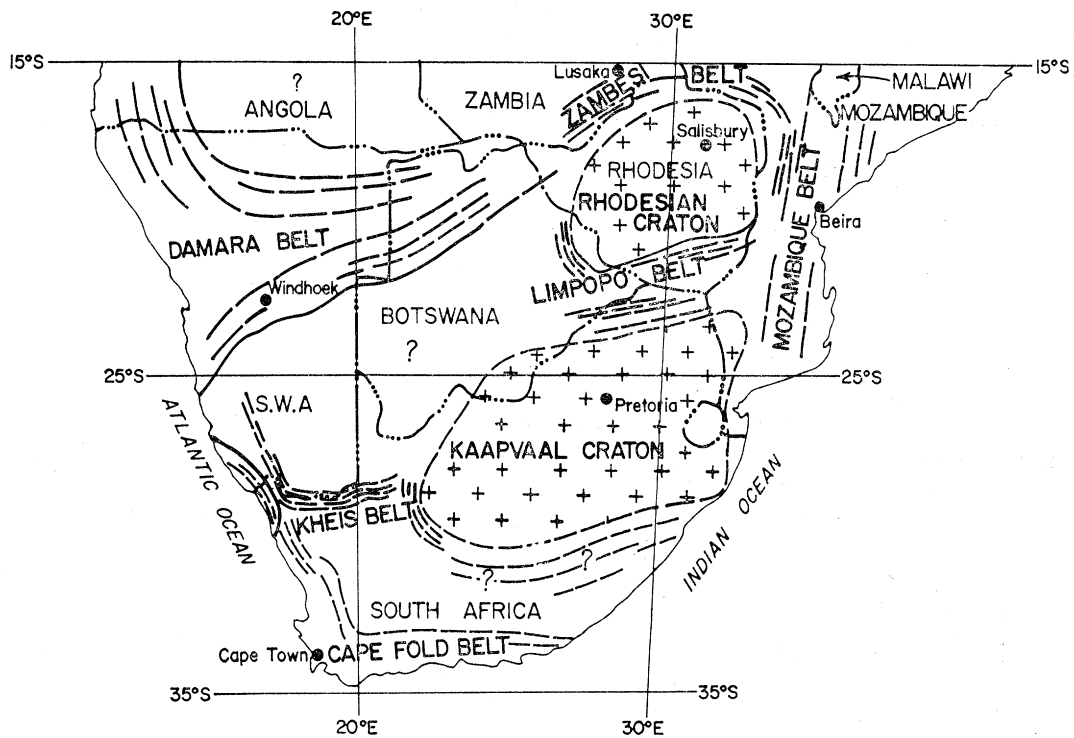 20°E
30°E
15°S
15°S
Lusaka
BELT
MALAWI
?
ANGOLA
ZAMBIA
ZAMBESI
MOZAMBIQUE
Salisbury
RHODESIA
RHODESIAN
CRATON
MOZAMBIQUE BELT
Beira
DAMARA BELT
LIMPOPO BELT
Windhoek
BOTSWANA
?
25°S
25°S
S.W.A
Pretoria
ATLANTIC OCEAN
KAAPVAAL CRATON
KHEIS BELT
INDIAN OCEAN
?
?
SOUTH AFRICA
Cape Town
CAPE FOLD BELT
35°S
35°S
20°E
30°E